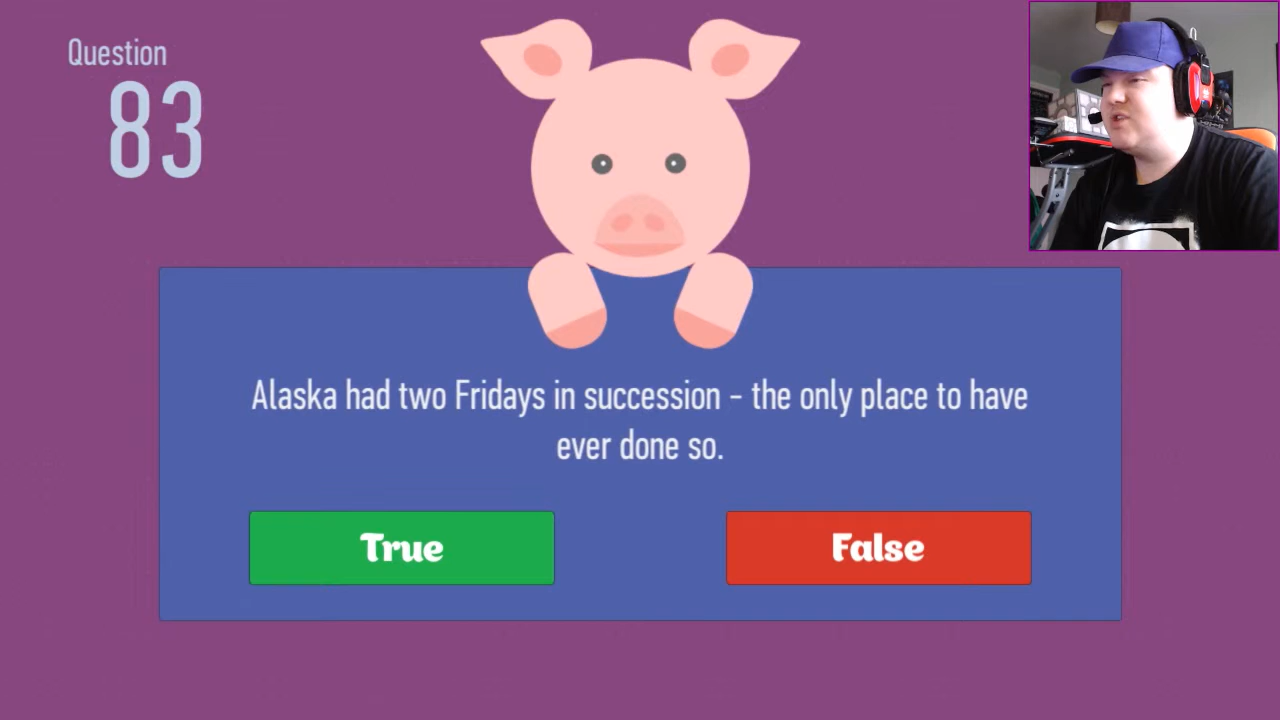 Question
83
Alaska had two Fridays in succession - the only place to have
ever done so.
True
False